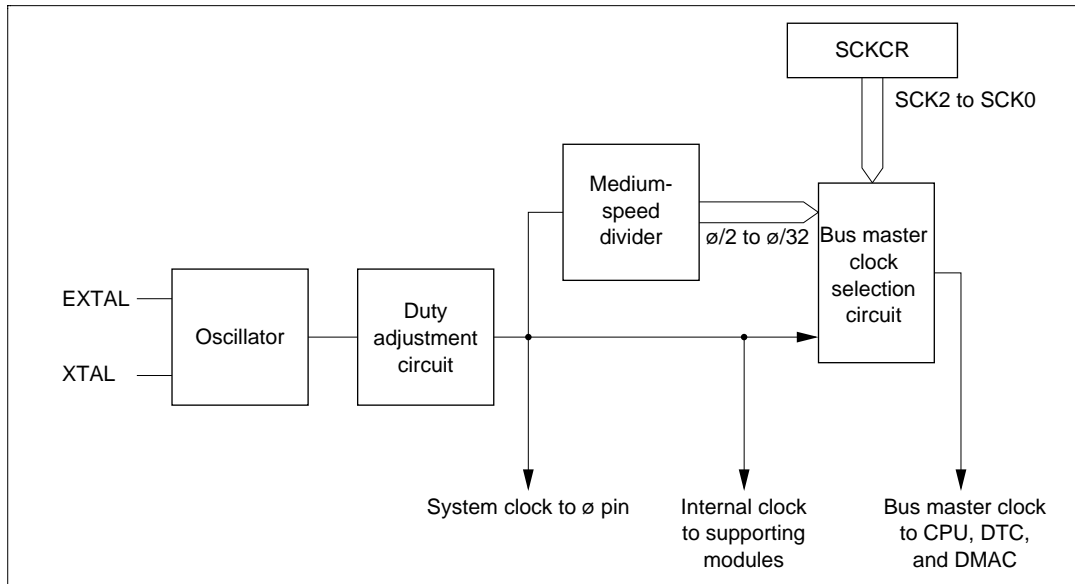 SCKCR
SCK2 to SCK0
Medium-
speed
divider
ø/2 to ø/32
Bus master
clock
selection
circuit
EXTAL
XTAL
Oscillator
Duty
adjustment
circuit
System clock to ø pin
Internal clock
to supporting
modules
Bus master clock
to CPU, DTC,
and DMAC